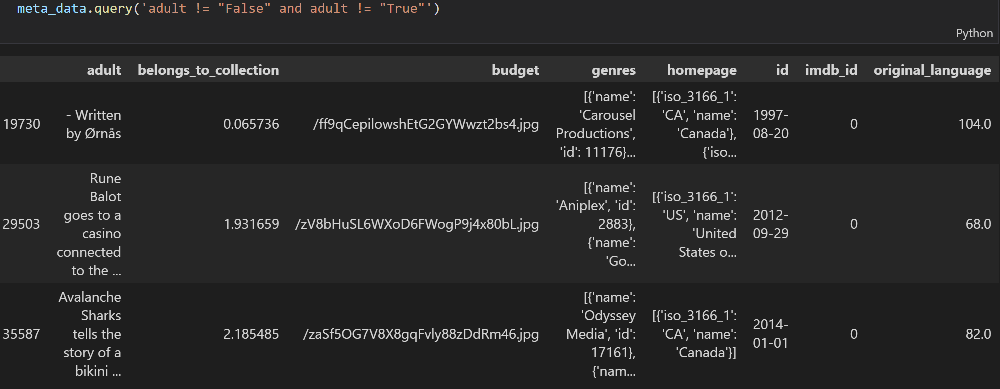 meta_data.query('adult != "False" and adult != "True"')
Python
adult belongs_to_collection budget genres homepage id imdb_id original_language
19730 - Written by Ørnås 0.065736 /ff9qCepilowshEtG2GYWwzt2bs4.jpg [{'name': 'Carousel Productions', 'id': 11176}... [{'iso_3166_1': 'CA', 'name': 'Canada'}, {'iso... 1997-08-20 0 104.0
29503 Rune Balot goes to a casino connected to the ... 1.931659 /zV8bHuSL6WXoD6FWogP9j4x80bL.jpg [{'name': 'Aniplex', 'id': 2883}, {'name': 'Go... [{'iso_3166_1': 'US', 'name': 'United States o... 2012-09-29 0 68.0
35587 Avalanche Sharks tells the story of a bikini ... 2.185485 /zaSf5OG7V8X8gqFvly88zDdRm46.jpg [{'name': 'Odyssey Media', 'id': 17161}, {'nam... [{'iso_3166_1': 'CA', 'name': 'Canada'}] 2014-01-01 0 82.0